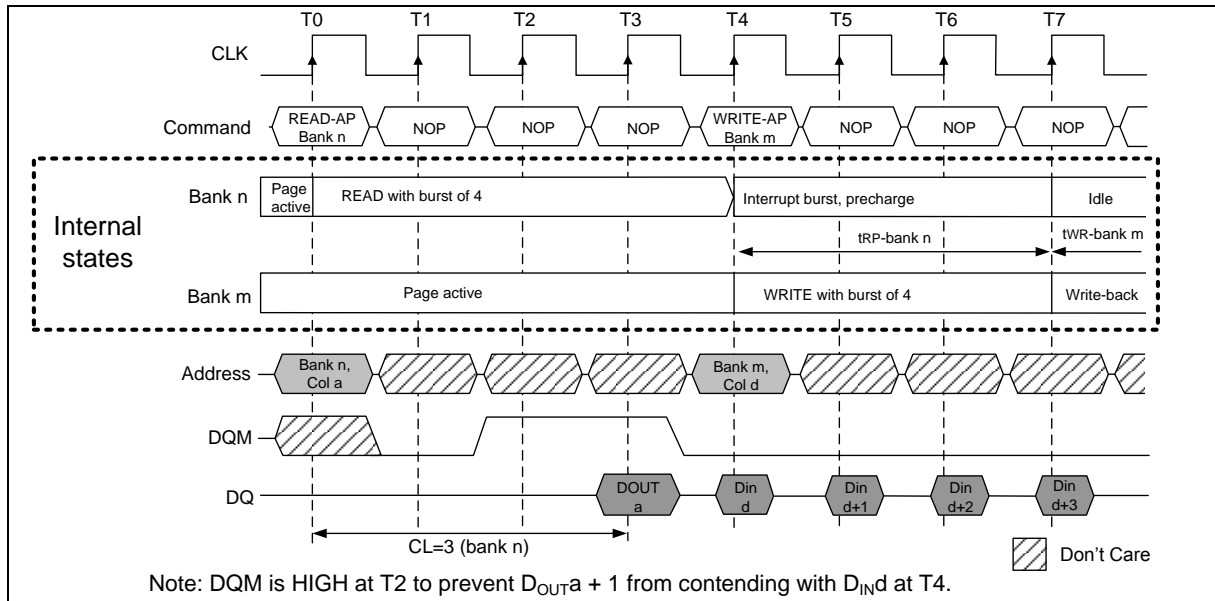 T0 T1 T2 T3 T4 T5 T6 T7
CLK
Command
READ-AP
Bank n
NOP
NOP
NOP
WRITE-AP
Bank m
NOP
NOP
NOP
Internal
states
Bank n
Page
active
READ with burst of 4
Interrupt burst, precharge
Idle
tRP-bank n
tWR-bank m
Bank m
Page active
WRITE with burst of 4
Write-back
Address
Bank n,
Col a
Bank m,
Col d
DQM
DQ
DOUT
a
Din
d
Din
d+1
Din
d+2
Din
d+3
CL=3 (bank n)
Don't Care
Note: DQM is HIGH at T2 to prevent DOUTa + 1 from contending with DINd at T4.